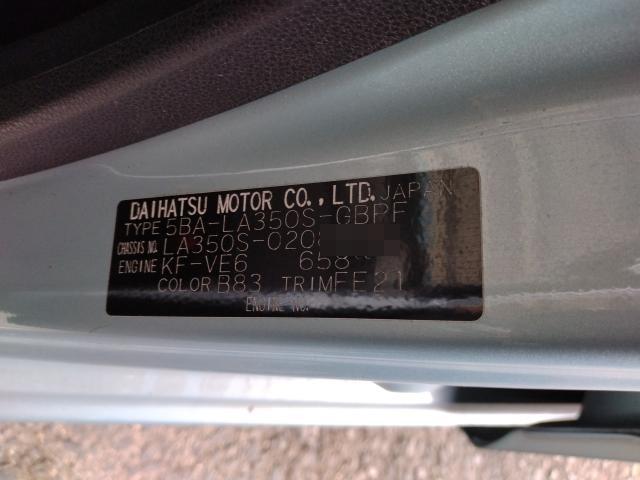 DAIHATSU MOTOR CO., LTD. JAPAN
TYPE 5BA-LA350S-GBPF
CHASSIS NO. LA350S-020
ENGINE KF-VE6 658
COLOR B83 TRIM FE21
ENGINE NO.